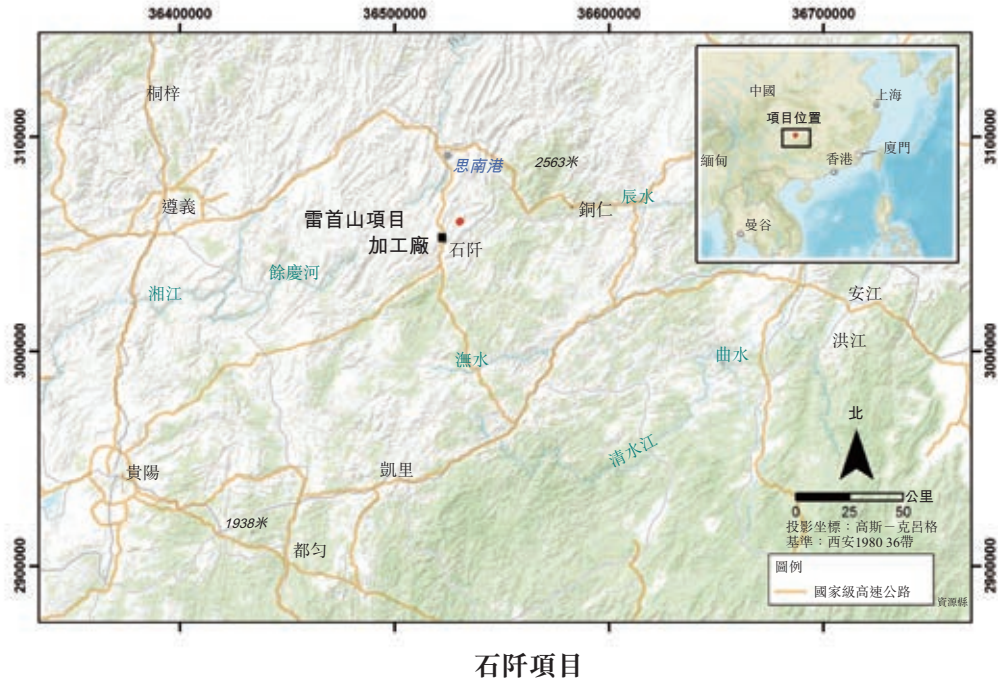 36400000
36500000
36600000
36700000
桐梓
中國
上海
項目位置
3100000
3100000
思南港
2563米
緬甸
香港
廈門
遵義
銅仁
辰水
雷首山項目
加工廠
石阡
曼谷
餘慶河
湘江
安江
洪江
3000000
3000000
潕水
曲水
北
清水江
貴陽
凱里
公里
0 25 50
投影坐標：高斯－克呂格
基準：西安1980 36帶
1938米
都勻
2900000
2900000
圖例
國家級高速公路
資源縣
石阡項目